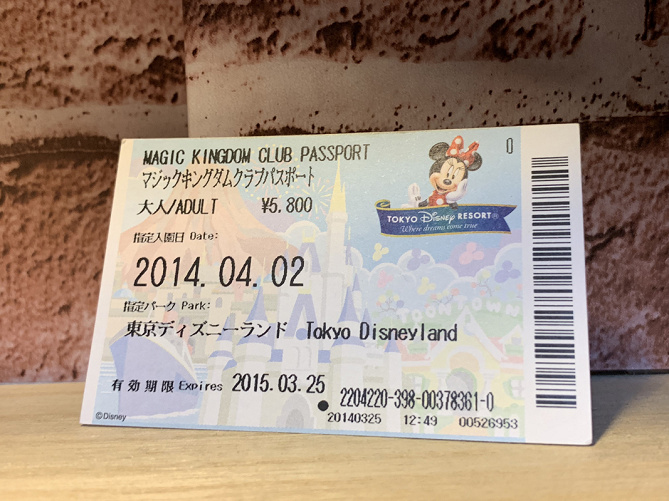 MAGIC KINGDOM CLUB PASSPORT
0
マジックキングダムクラブパスポート
大人/ADULT ¥5,800
TOKYO Disney RESORT®
Where dreams come true
指定入園日 Date:
2014.04.02
指定パーク Park:
TOONTOWN
東京ディズニーランド Tokyo Disneyland
有効期限 Expires 2015.03.25
2204220-398-00378361-0
©Disney
20140325 12:49 00526953